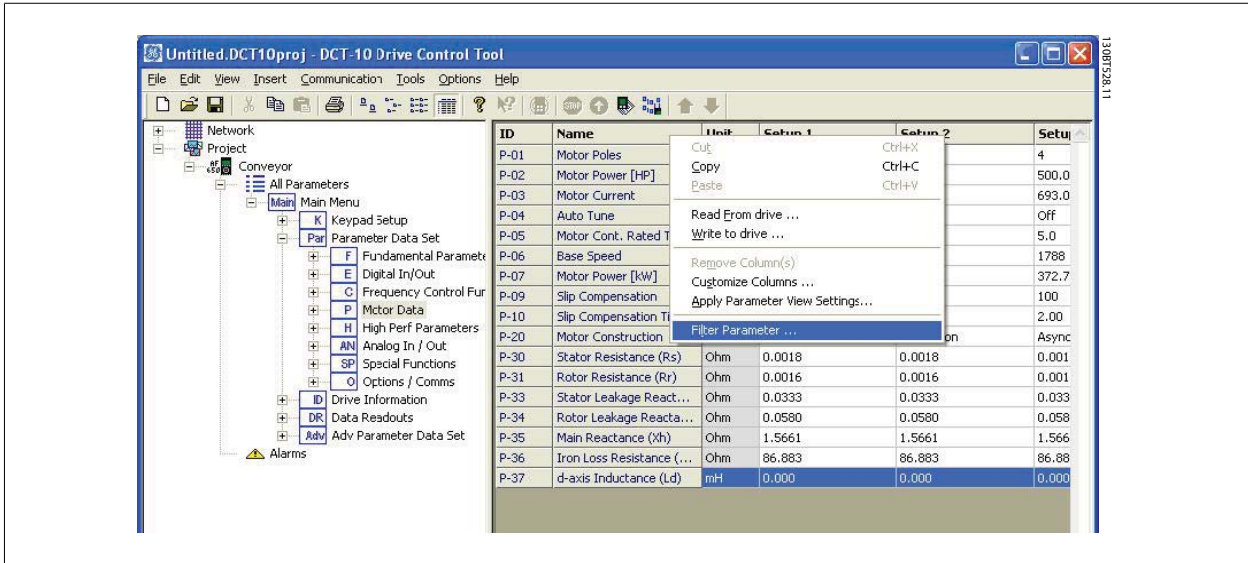 Untitled.DCT10proj - DCT-10 Drive Control Tool
File Edit View Insert Communication Tools Options Help
STOP
Network
Project
AF 650 Conveyor
All Parameters
Main Main Menu
K Keypad Setup
Par Parameter Data Set
F Fundamental Paramete
E Digital In/Out
C Frequency Control Fur
P Motor Data
H High Perf Parameters
AN Analog In / Out
SP Special Functions
O Options / Comms
ID Drive Information
DR Data Readouts
Adv Adv Parameter Data Set
Alarms
ID Name Unit Setup 1 Setup 2 Setu
P-01 Motor Poles 4
P-02 Motor Power [HP] 500.0
P-03 Motor Current 693.0
P-04 Auto Tune Off
P-05 Motor Cont. Rated T 5.0
P-06 Base Speed 1788
P-07 Motor Power [kW] 372.7
P-09 Slip Compensation 100
P-10 Slip Compensation Ti 2.00
P-20 Motor Construction on Async
P-30 Stator Resistance (Rs) Ohm 0.0018 0.0018 0.001
P-31 Rotor Resistance (Rr) Ohm 0.0016 0.0016 0.001
P-33 Stator Leakage React... Ohm 0.0333 0.0333 0.033
P-34 Rotor Leakage Reacta... Ohm 0.0580 0.0580 0.058
P-35 Main Reactance (Xh) Ohm 1.5661 1.5661 1.566
P-36 Iron Loss Resistance (... Ohm 86.883 86.883 86.88
P-37 d-axis Inductance (Ld) mH 0.000 0.000 0.000
Cut Ctrl+X
Copy Ctrl+C
Paste Ctrl+V
Read From drive ...
Write to drive ...
Remove Column(s)
Customize Columns ...
Apply Parameter View Settings...
Filter Parameter ...
130BT528.11